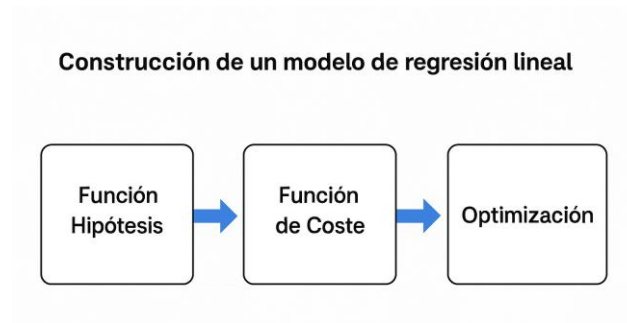 Construcción de un modelo de regresión lineal
Función
Hipótesis
Función
de Coste
Optimización